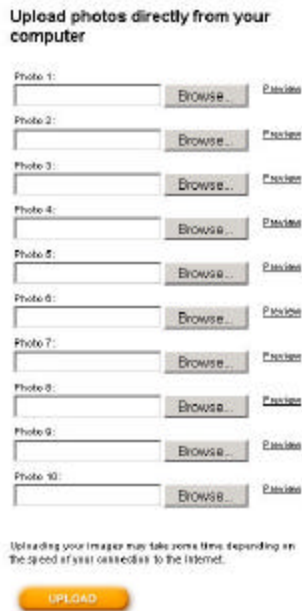 Upload photos directly from your
computer
Photo 1:
Browse... Preview
Photo 2:
Browse... Preview
Photo 3:
Browse... Preview
Photo 4:
Browse... Preview
Photo 5:
Browse... Preview
Photo 6:
Browse... Preview
Photo 7:
Browse... Preview
Photo 8:
Browse... Preview
Photo 9:
Browse... Preview
Photo 10:
Browse... Preview
Uploading your images may take some time depending on
the speed of your connection to the Internet.
UPLOAD